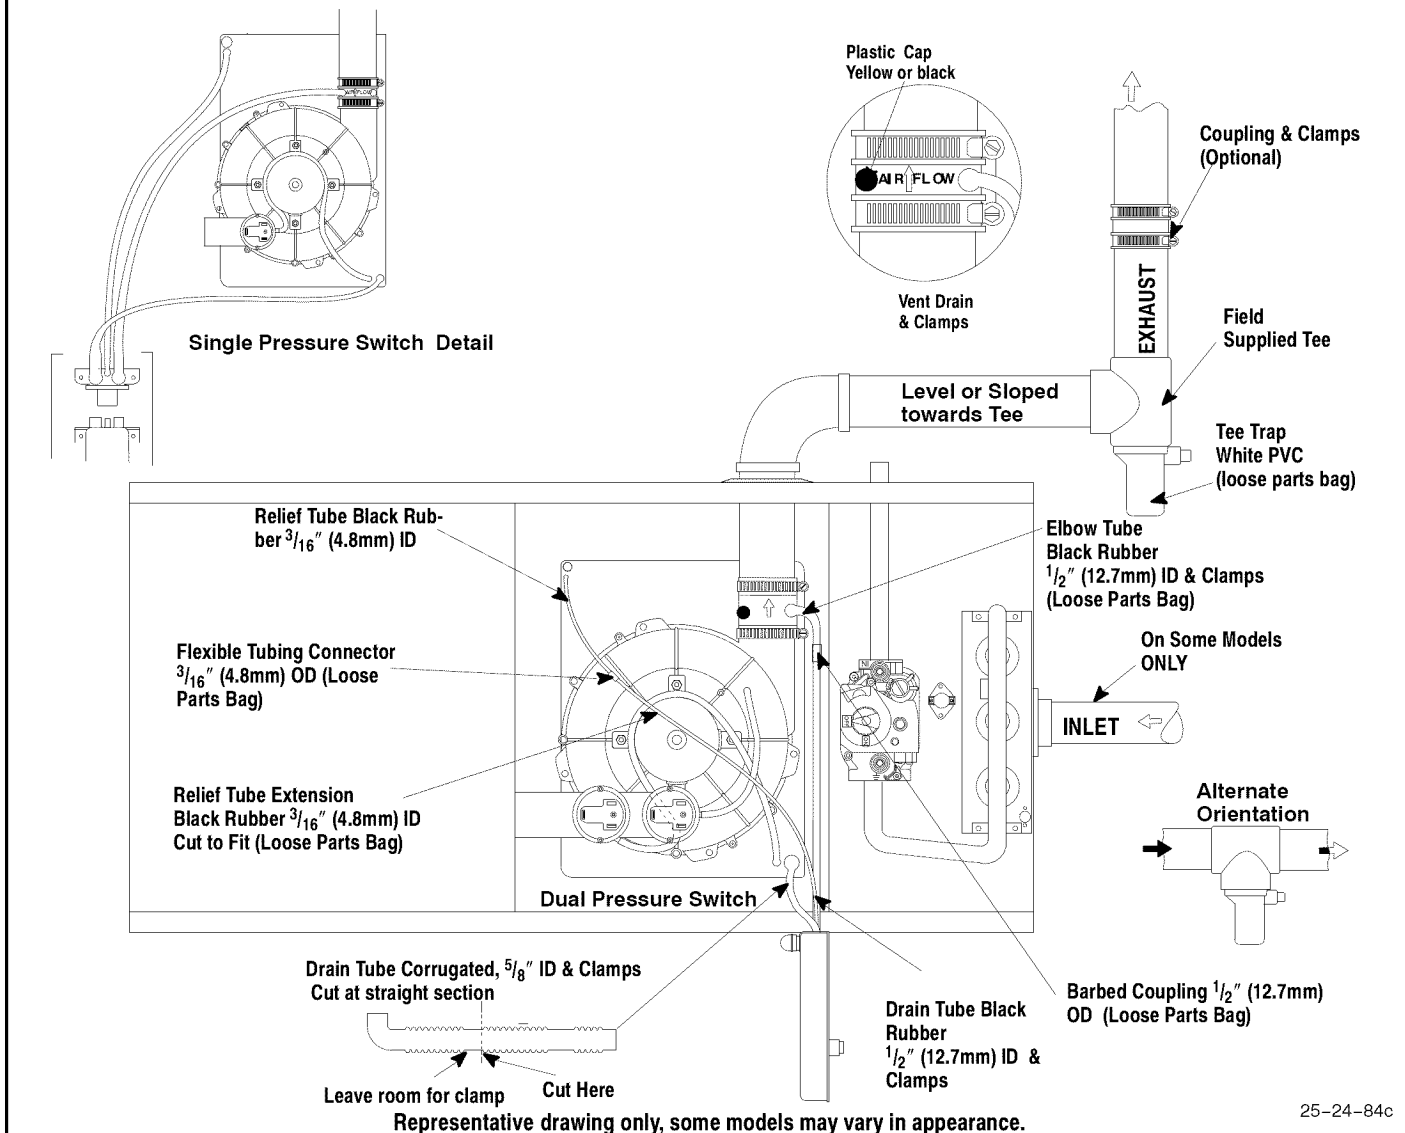 Plastic Cap
Yellow or black
AIR FLOW
Vent Drain
& Clamps
AIR FLOW
Single Pressure Switch Detail
Coupling & Clamps
(Optional)
EXHAUST
Field
Supplied Tee
Level or Sloped
towards Tee
Tee Trap
White PVC
(loose parts bag)
Relief Tube Black Rub-
ber 3/16″ (4.8mm) ID
Elbow Tube
Black Rubber
1/2″ (12.7mm) ID & Clamps
(Loose Parts Bag)
Flexible Tubing Connector
3/16″ (4.8mm) OD (Loose
Parts Bag)
On Some Models
ONLY
INLET
Relief Tube Extension
Black Rubber 3/16″ (4.8mm) ID
Cut to Fit (Loose Parts Bag)
Alternate
Orientation
Dual Pressure Switch
Drain Tube Corrugated, 5/8″ ID & Clamps
Cut at straight section
Leave room for clamp
Cut Here
Drain Tube Black
Rubber
1/2″ (12.7mm) ID &
Clamps
Barbed Coupling 1/2″ (12.7mm)
OD (Loose Parts Bag)
25-24-84c
Representative drawing only, some models may vary in appearance.